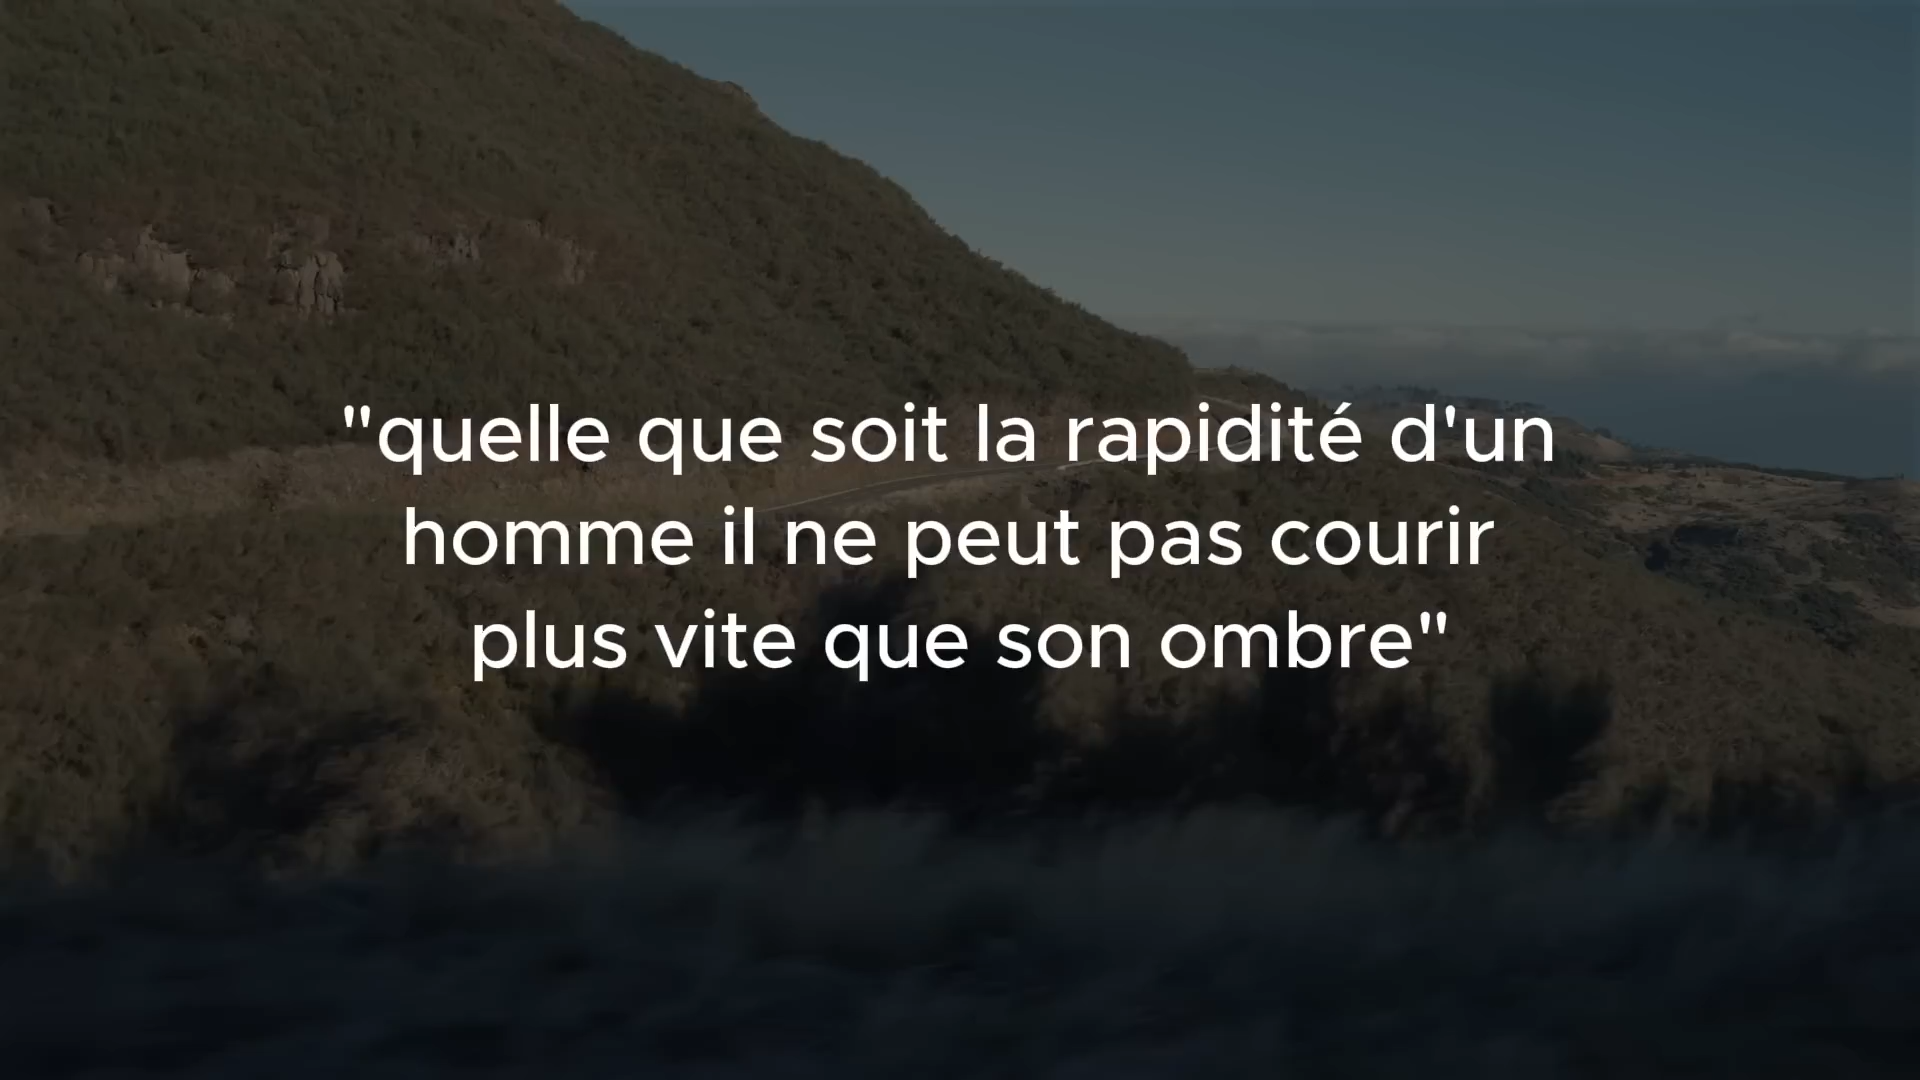 "quelle que soit la rapidité d'un
homme il ne peut pas courir
plus vite que son ombre"